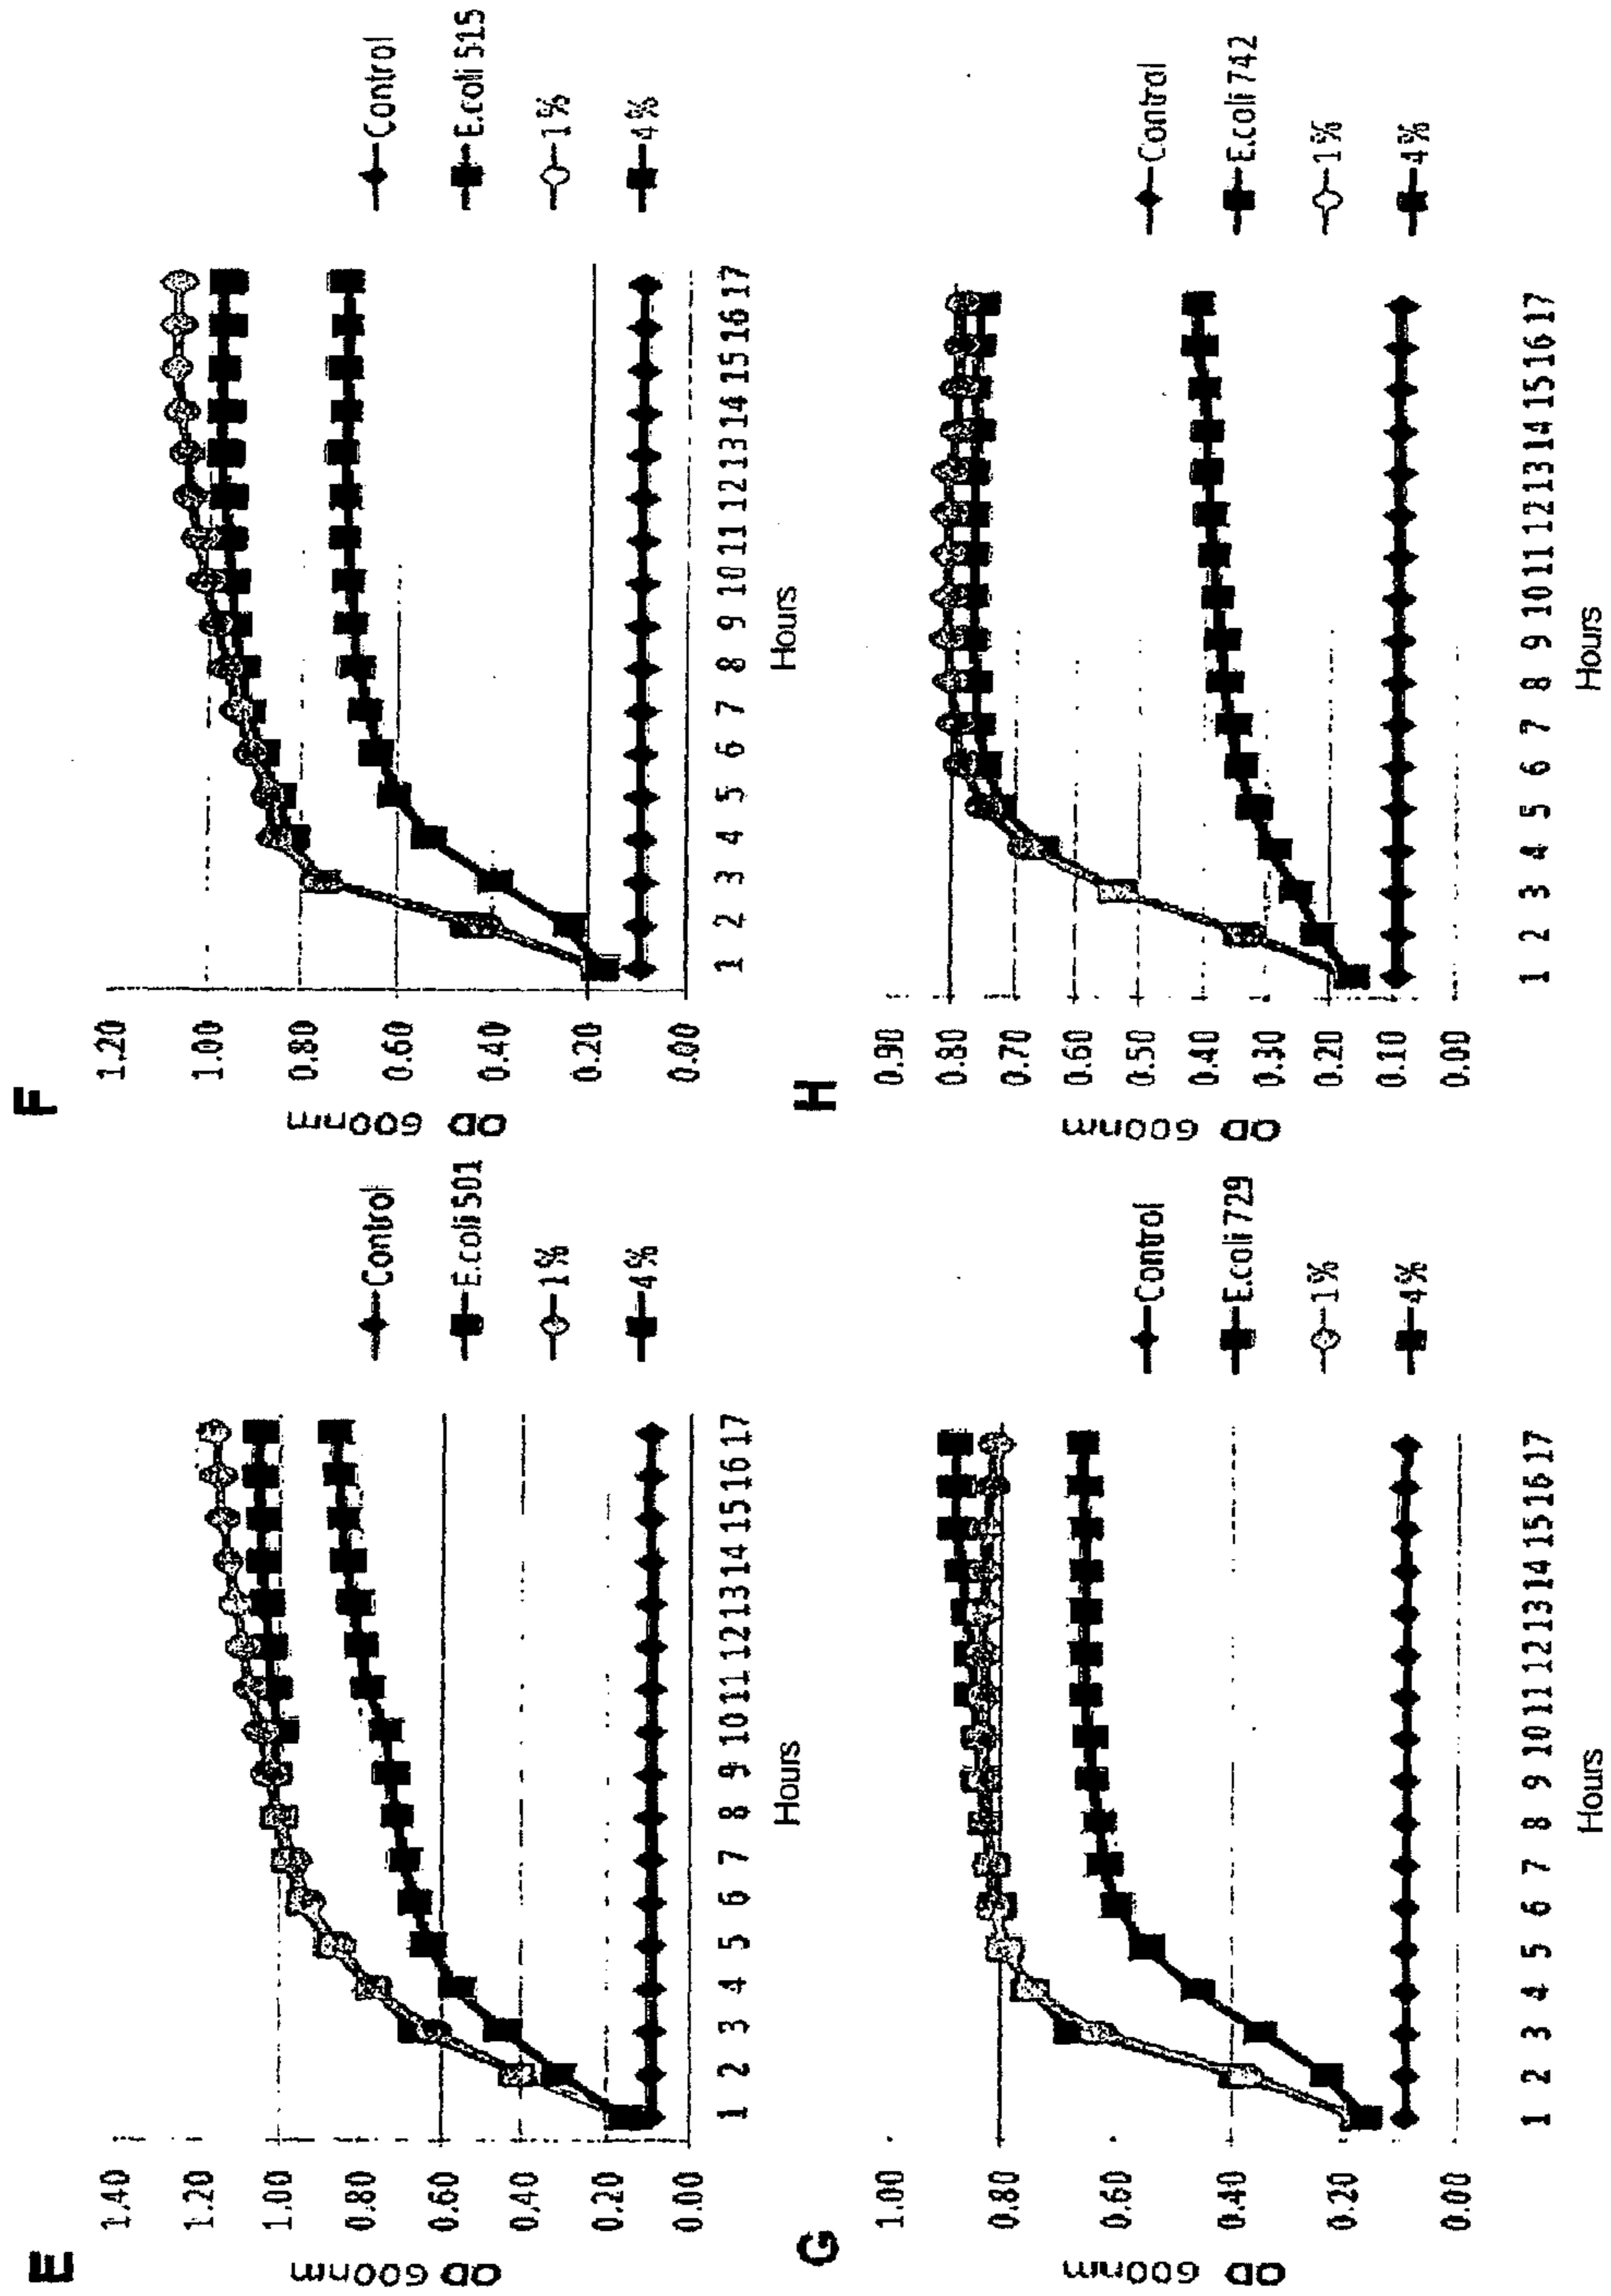 E
OD 600nm
1.40
1.20
1.00
0.80
0.60
0.40
0.20
0.00
1 2 3 4 5 6 7 8 9 10 11 12 13 14 15 16 17
Hours
Control
E.coli 501
1%
4%
F
OD 600nm
1.20
1.00
0.80
0.60
0.40
0.20
0.00
1 2 3 4 5 6 7 8 9 10 11 12 13 14 15 16 17
Hours
Control
E.coli 515
1%
4%
G
OD 600nm
1.00
0.80
0.60
0.40
0.20
0.00
1 2 3 4 5 6 7 8 9 10 11 12 13 14 15 16 17
Hours
Control
E.coli 729
1%
4%
H
OD 600nm
0.90
0.80
0.70
0.60
0.50
0.40
0.30
0.20
0.10
0.00
1 2 3 4 5 6 7 8 9 10 11 12 13 14 15 16 17
Hours
Control
E.coli 742
1%
4%